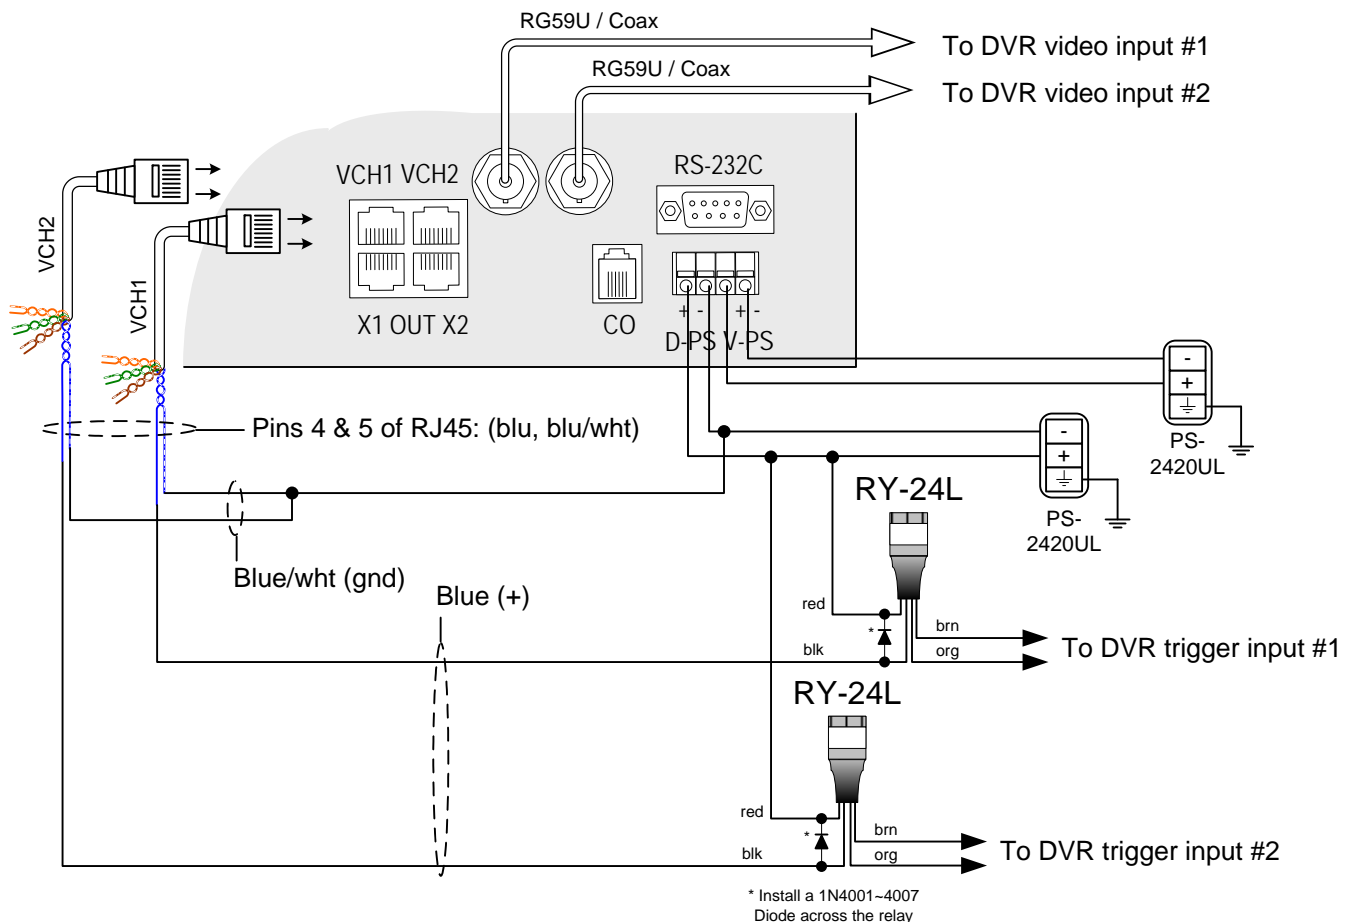 RG59U / Coax
To DVR video input #1
RG59U / Coax
To DVR video input #2
VCH1 VCH2
RS-232C
VCH2
VCH1
X1 OUT X2
CO
+ - + -
D-PS V-PS
-
+
PS-
2420UL
Pins 4 & 5 of RJ45: (blu, blu/wht)
-
+
PS-
2420UL
RY-24L
Blue/wht (gnd)
Blue (+)
red
*
brn
To DVR trigger input #1
blk
org
RY-24L
red
*
brn
To DVR trigger input #2
blk
org
* Install a 1N4001~4007
Diode across the relay